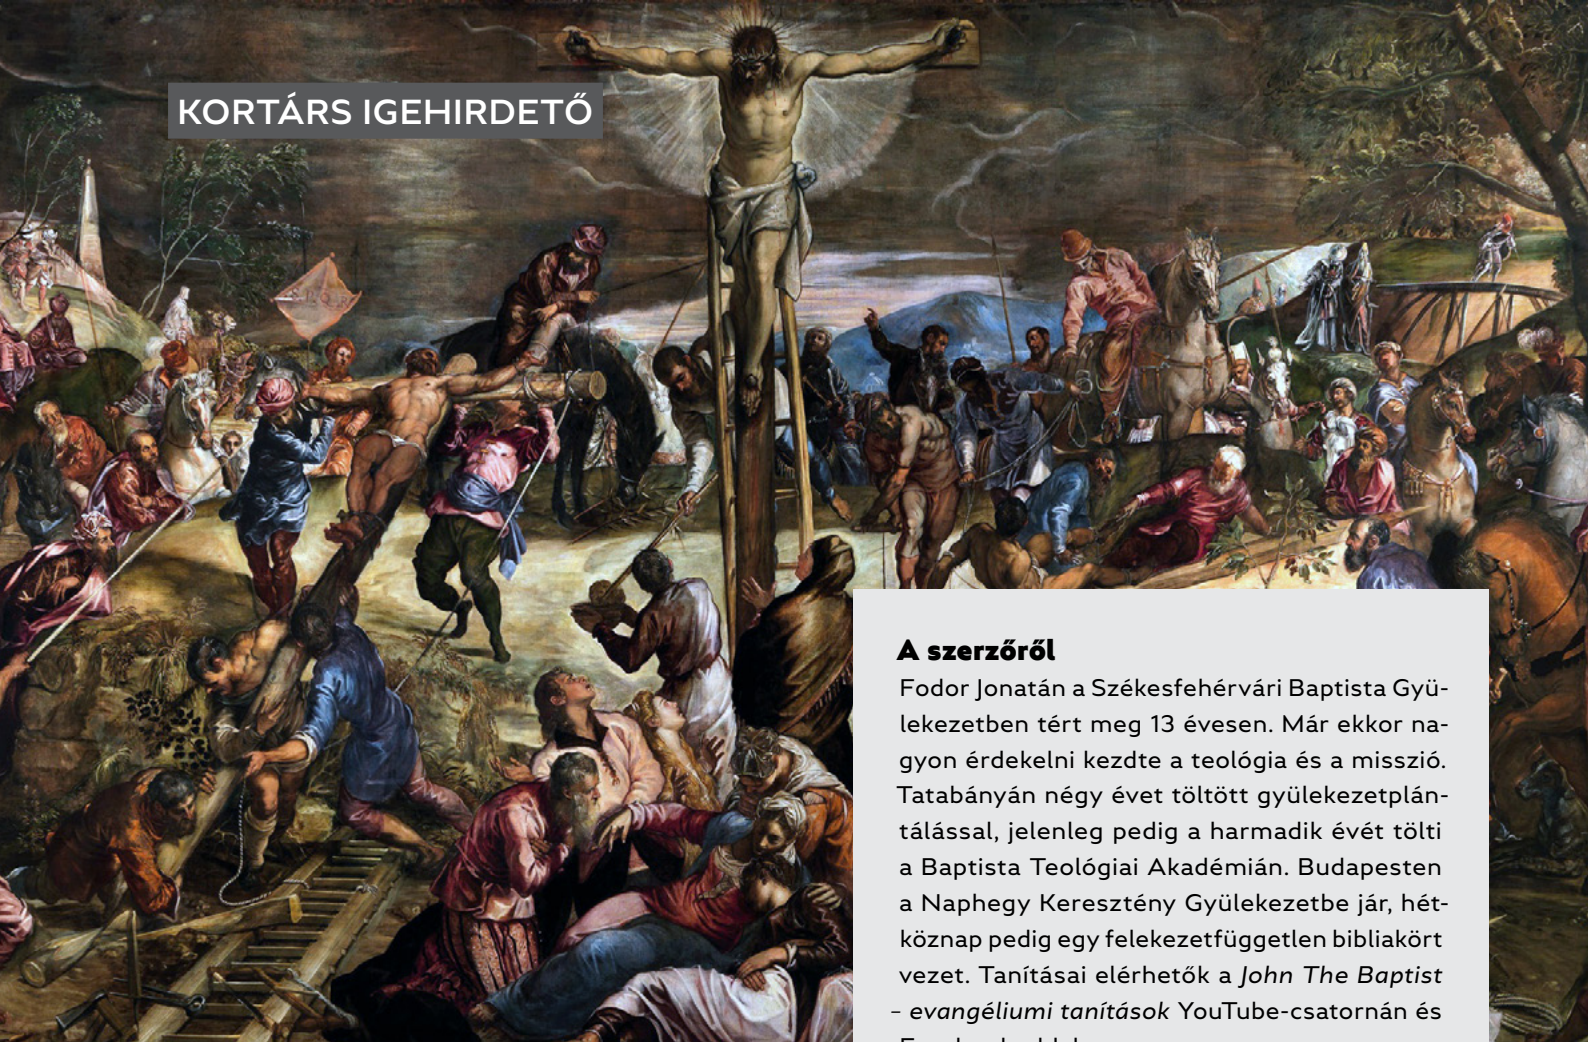 KORTÁRS IGEHIRDETŐ
A szerzőről
Fodor Jonatán a Székesfehérvári Baptista Gyü-
lekezetben tért meg 13 évesen. Már ekkor na-
gyon érdekelni kezdte a teológia és a misszió.
Tatabányán négy évet töltött gyülekezetplán-
tálással, jelenleg pedig a harmadik évét tölti
a Baptista Teológiai Akadémián. Budapesten
a Naphegy Keresztény Gyülekezetbe jár, hét-
köznap pedig egy felekezetfüggetlen bibliakört
vezet. Tanításai elérhetők a John The Baptist
– evangéliumi tanítások YouTube-csatornán és